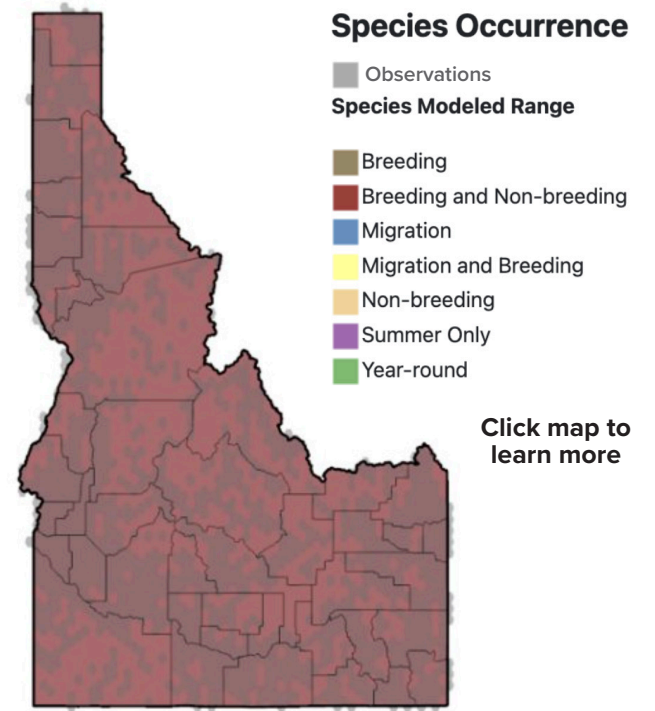 Species Occurrence
Observations
Species Modeled Range
Breeding
Breeding and Non-breeding
Migration
Migration and Breeding
Non-breeding
Summer Only
Year-round
Click map to
learn more